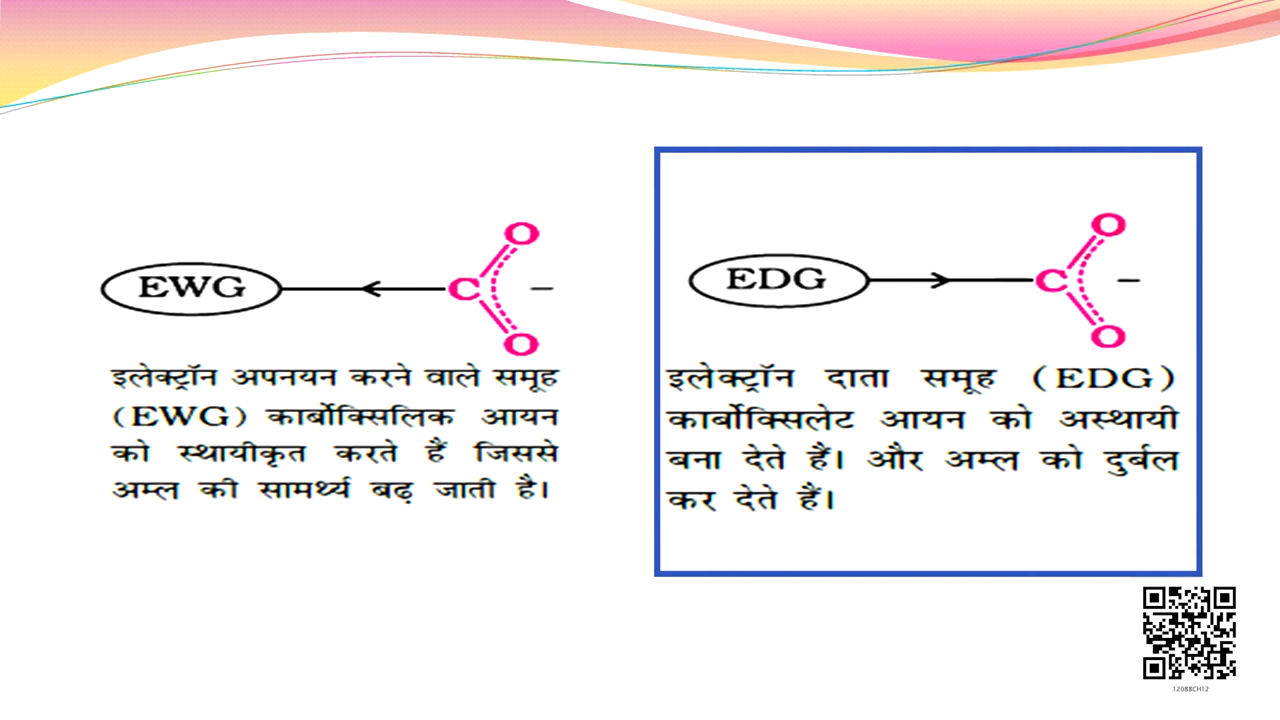 EWG
C
O
O
–
इलेक्ट्रॉन अपनयन करने वाले समूह
(EWG) कार्बोक्सिलिक आयन
को स्थायीकृत करते हैं जिससे
अम्ल की सामर्थ्य बढ़ जाती है।
EDG
C
O
O
–
इलेक्ट्रॉन दाता समूह (EDG)
कार्बोक्सिलेट आयन को अस्थायी
बना देते हैं। और अम्ल को दुर्बल
कर देते हैं।
12088CH12